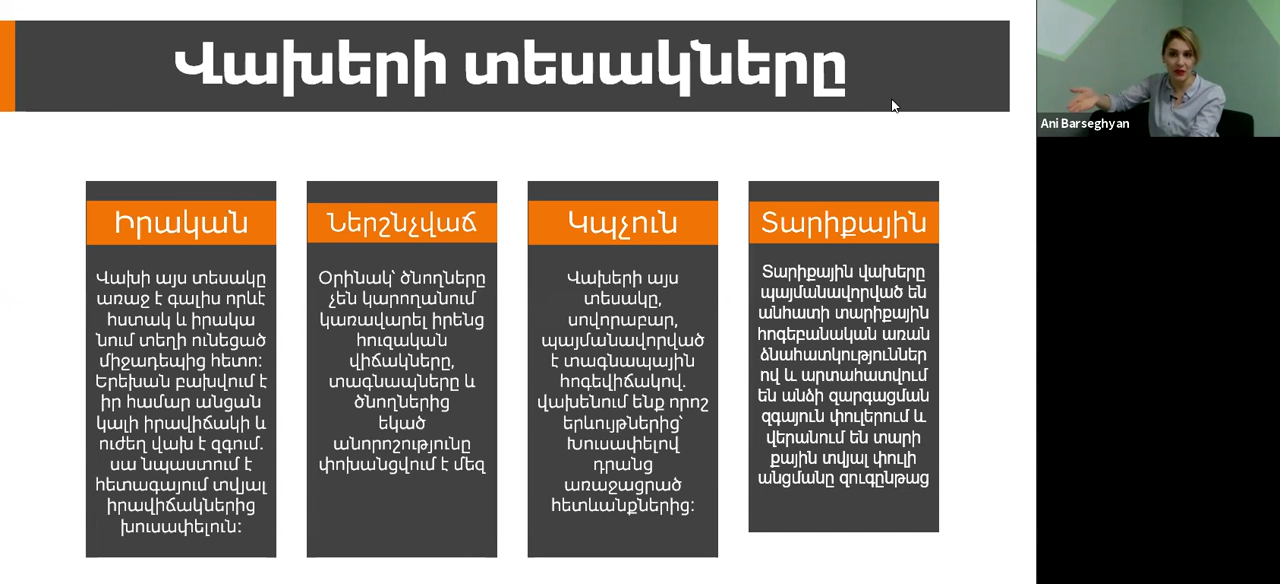 Վախերի տեսակները
Ani Barseghyan
Իրական
Վախի այս տեսակը
առաջ է գալիս որևէ
հստակ և իրակա
նում տեղի ունեցած
միջադեպից հետո:
Երեխան բախվում է
իր համար անցան
կալի իրավիճակի և
ուժեղ վախ է զգում.
սա նպաստում է
հետագայում տվյալ
իրավիճակներից
խուսափելուն:
Ներշնչված
Օրինակ՝ ծնողները
չեն կարողանում
կառավարել իրենց
հուզական
վիճակները,
տագնապները և
ծնողներից
եկած
անորոշությունը
փոխանցվում է մեզ
Կպչուն
Վախերի այս
տեսակը,
սովորաբար,
պայմանավորված
է տագնապային
հոգեվիճակով.
վախենում ենք որոշ
երևույթներից՝
Խուսափելով
դրանց
առաջացրած
հետևանքներից:
Տարիքային
Տարիքային վախերը
պայմանավորված են
անհատի տարիքային
հոգեբանական առան
ձնահատկություններ
ով և արտահատվում
են անձի զարգացման
զգայուն փուլերում և
վերանում են տարի
քային տվյալ փուլի
անցմանը զուգընթաց